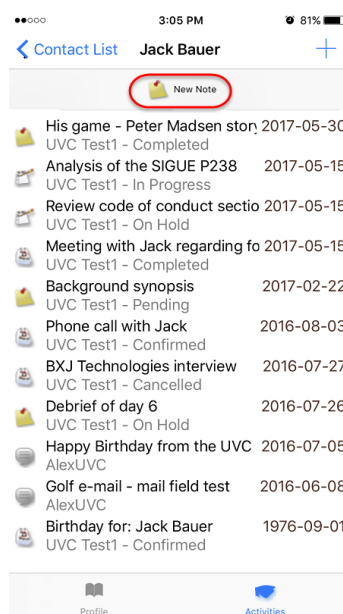 3:05 PM 81%
Contact List Jack Bauer
New Note
His game - Peter Madsen story 2017-05-30
UVC Test1 - Completed
Analysis of the SIGUE P238 2017-05-15
UVC Test1 - In Progress
Review code of conduct sectio 2017-05-15
UVC Test1 - On Hold
Meeting with Jack regarding fo 2017-05-15
UVC Test1 - Completed
Background synopsis 2017-02-22
UVC Test1 - Pending
Phone call with Jack 2016-08-03
UVC Test1 - Confirmed
BXJ Technologies interview 2016-07-27
UVC Test1 - Cancelled
Debrief of day 6 2016-07-26
UVC Test1 - On Hold
Happy Birthday from the UVC 2016-07-05
AlexUVC
Golf e-mail - mail field test 2016-06-08
AlexUVC
Birthday for: Jack Bauer 1976-09-01
UVC Test1 - Confirmed
Profile Activities